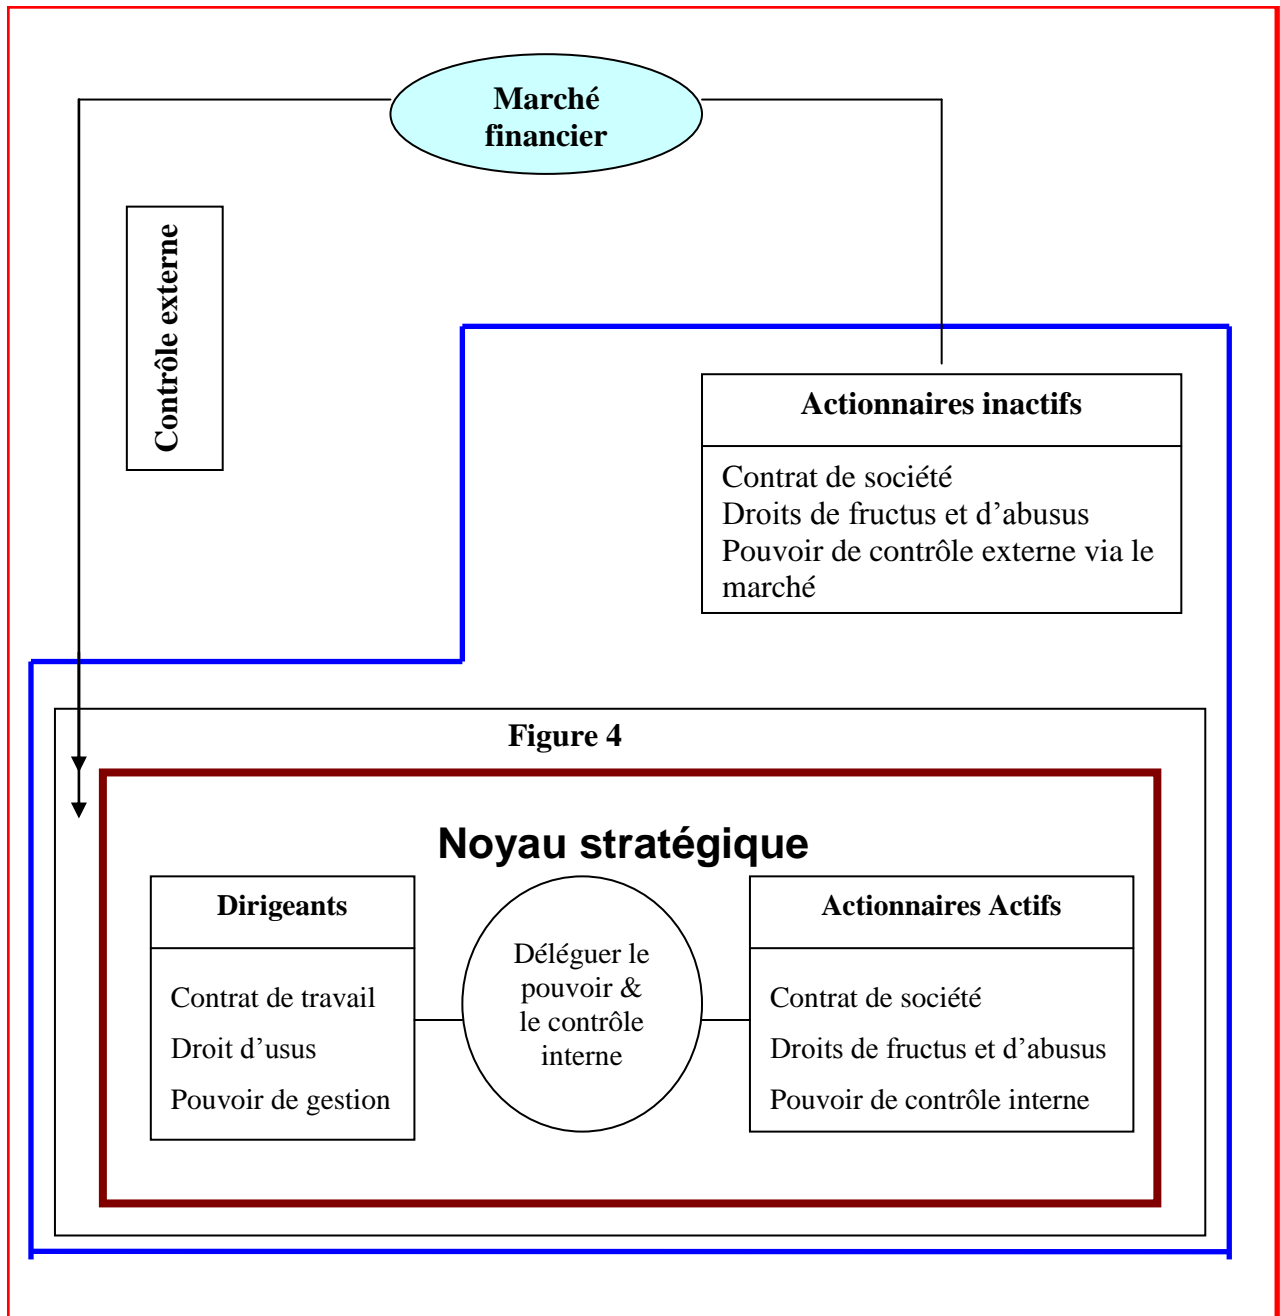 Marché
financier
Contrôle externe
Actionnaires inactifs
Contrat de société
Droits de fructus et d’abusus
Pouvoir de contrôle externe via le
marché
Figure 4
Noyau stratégique
Dirigeants
Contrat de travail
Droit d’usus
Pouvoir de gestion
Déléguer le
pouvoir &
le contrôle
interne
Actionnaires Actifs
Contrat de société
Droits de fructus et d’abusus
Pouvoir de contrôle interne